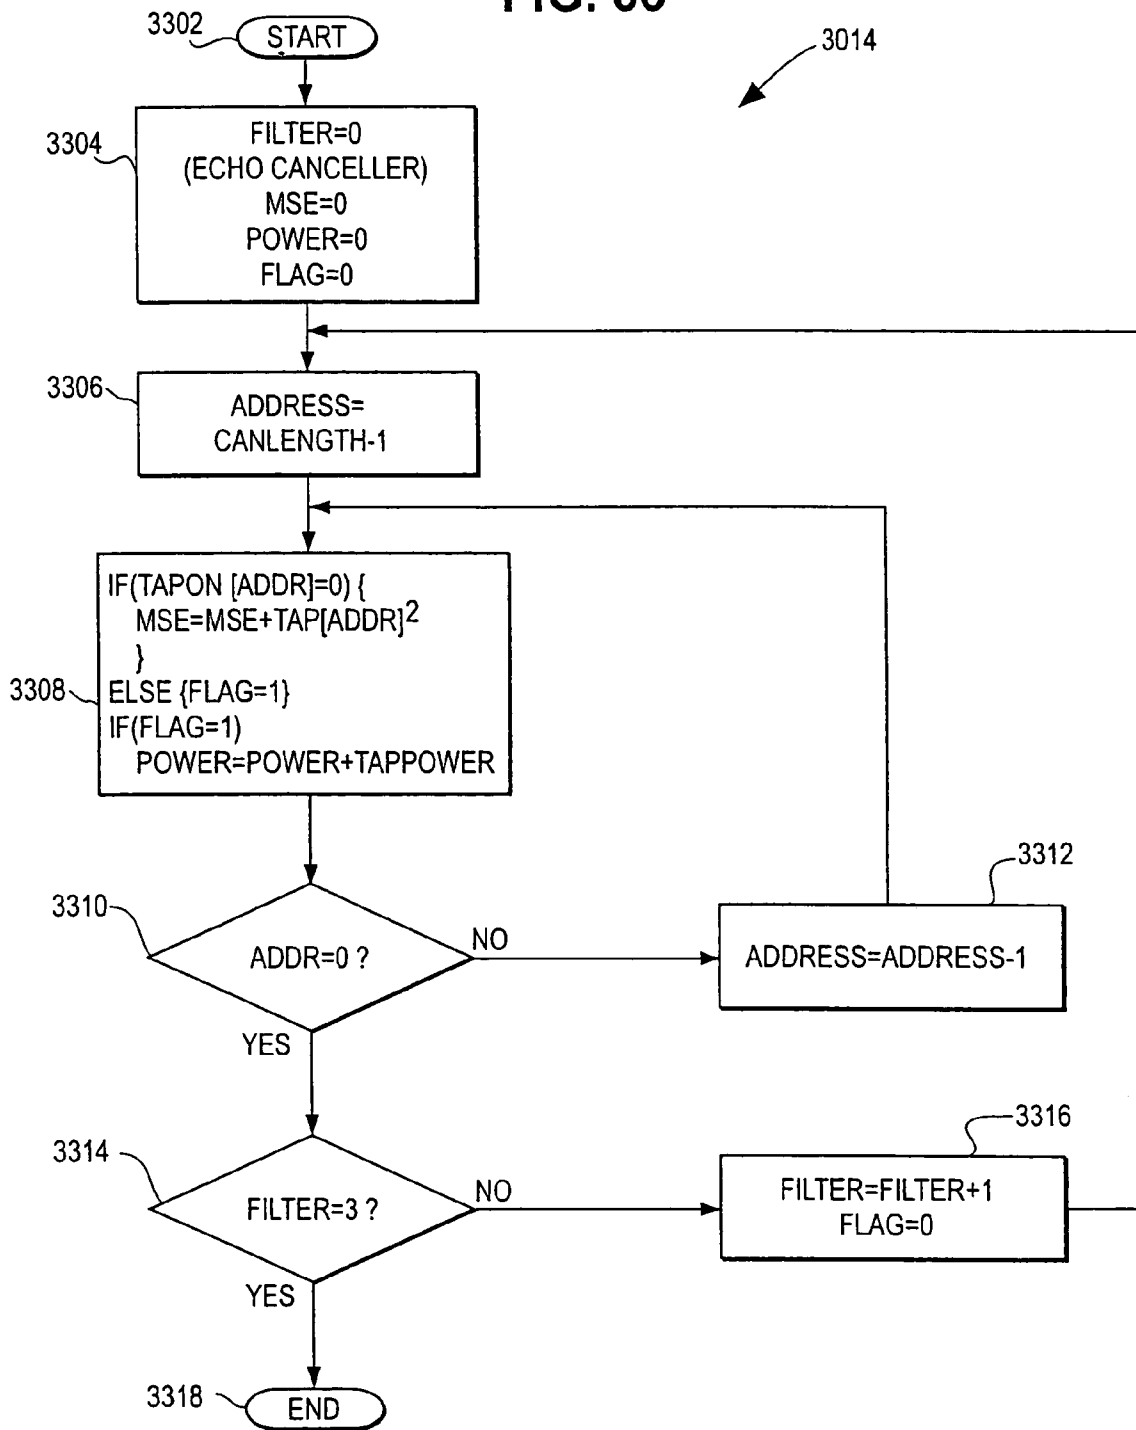 3302
START
3014
3304
FILTER=0
(ECHO CANCELLER)
MSE=0
POWER=0
FLAG=0
3306
ADDRESS=
CANLENGTH-1
3308
IF(TAPON [ADDR]=0) {
MSE=MSE+TAP[ADDR]²
}
ELSE {FLAG=1}
IF(FLAG=1)
POWER=POWER+TAPPOWER
3310
ADDR=0 ?
NO
YES
3312
ADDRESS=ADDRESS-1
3314
FILTER=3 ?
NO
YES
3316
FILTER=FILTER+1
FLAG=0
3318
END